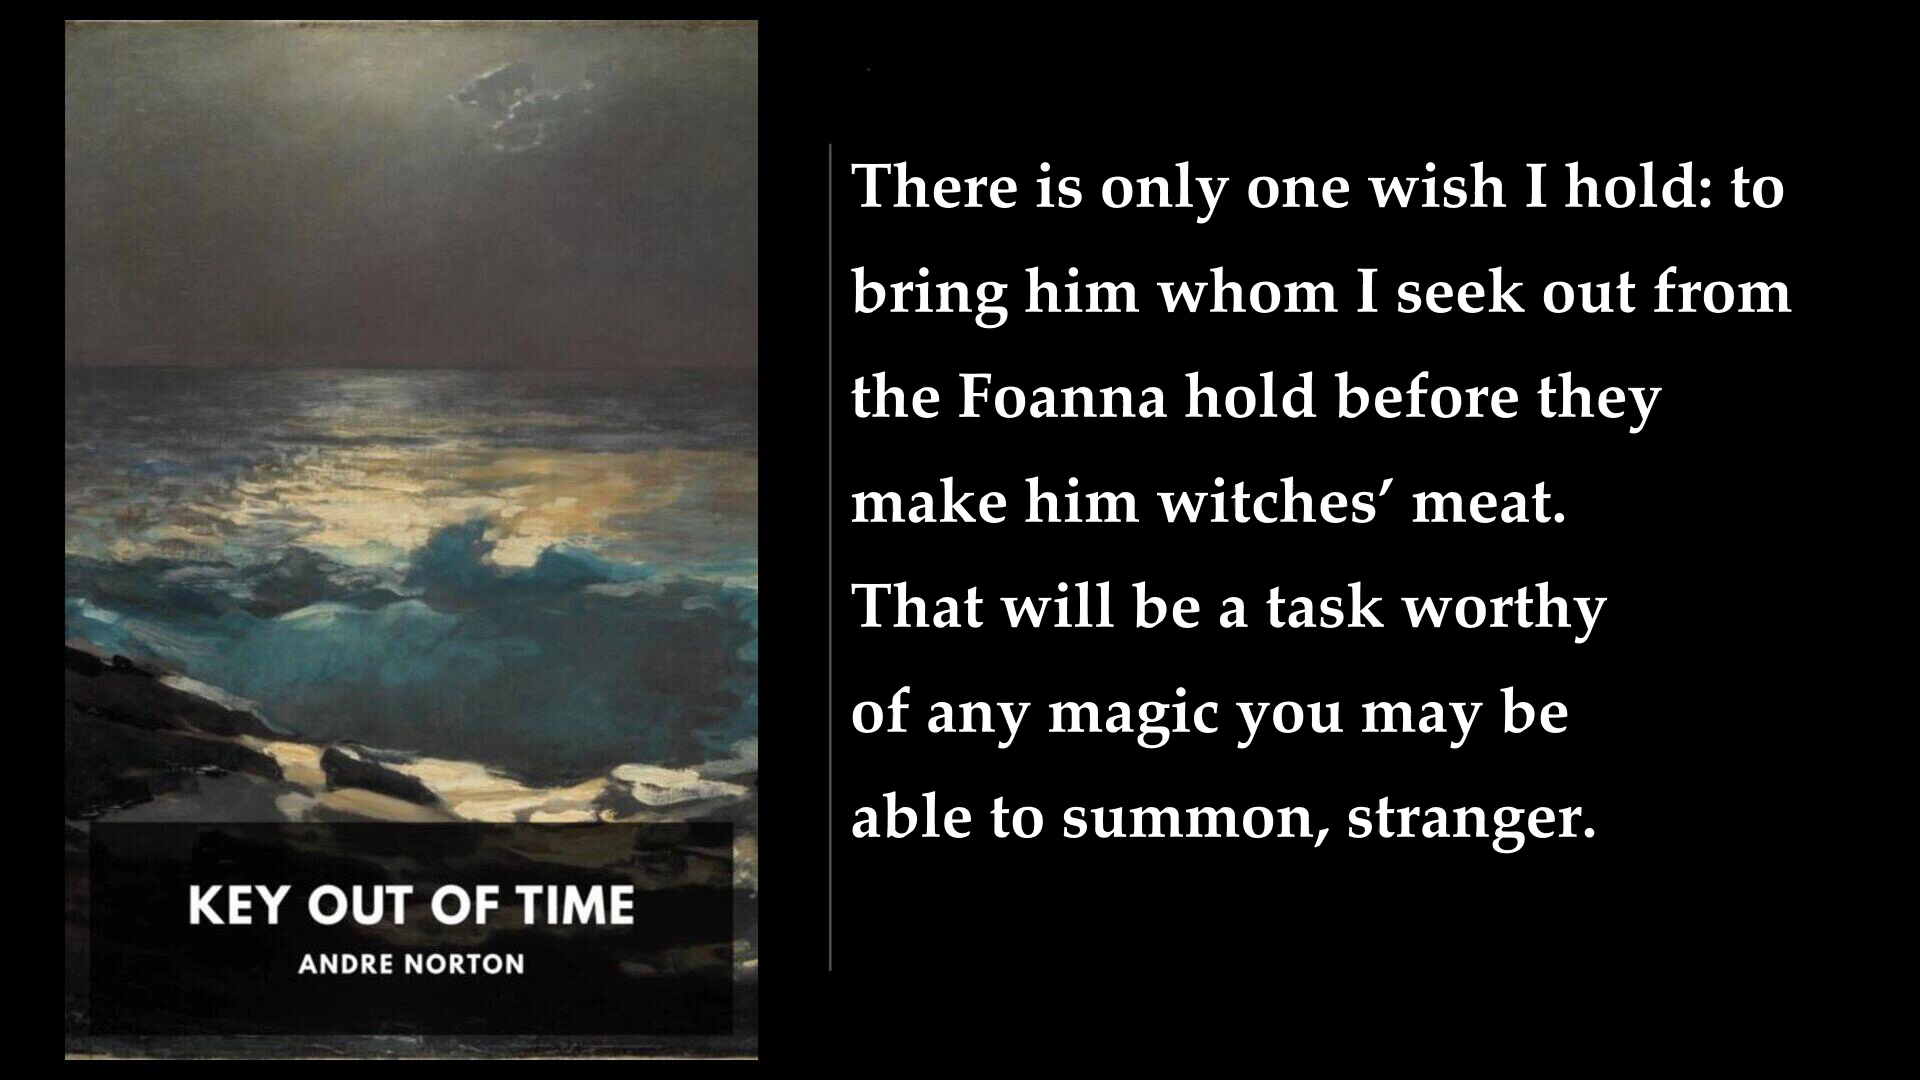 There is only one wish I hold: to
bring him whom I seek out from
the Foanna hold before they
make him witches’ meat.
That will be a task worthy
of any magic you may be
able to summon, stranger.
KEY OUT OF TIME
ANDRE NORTON